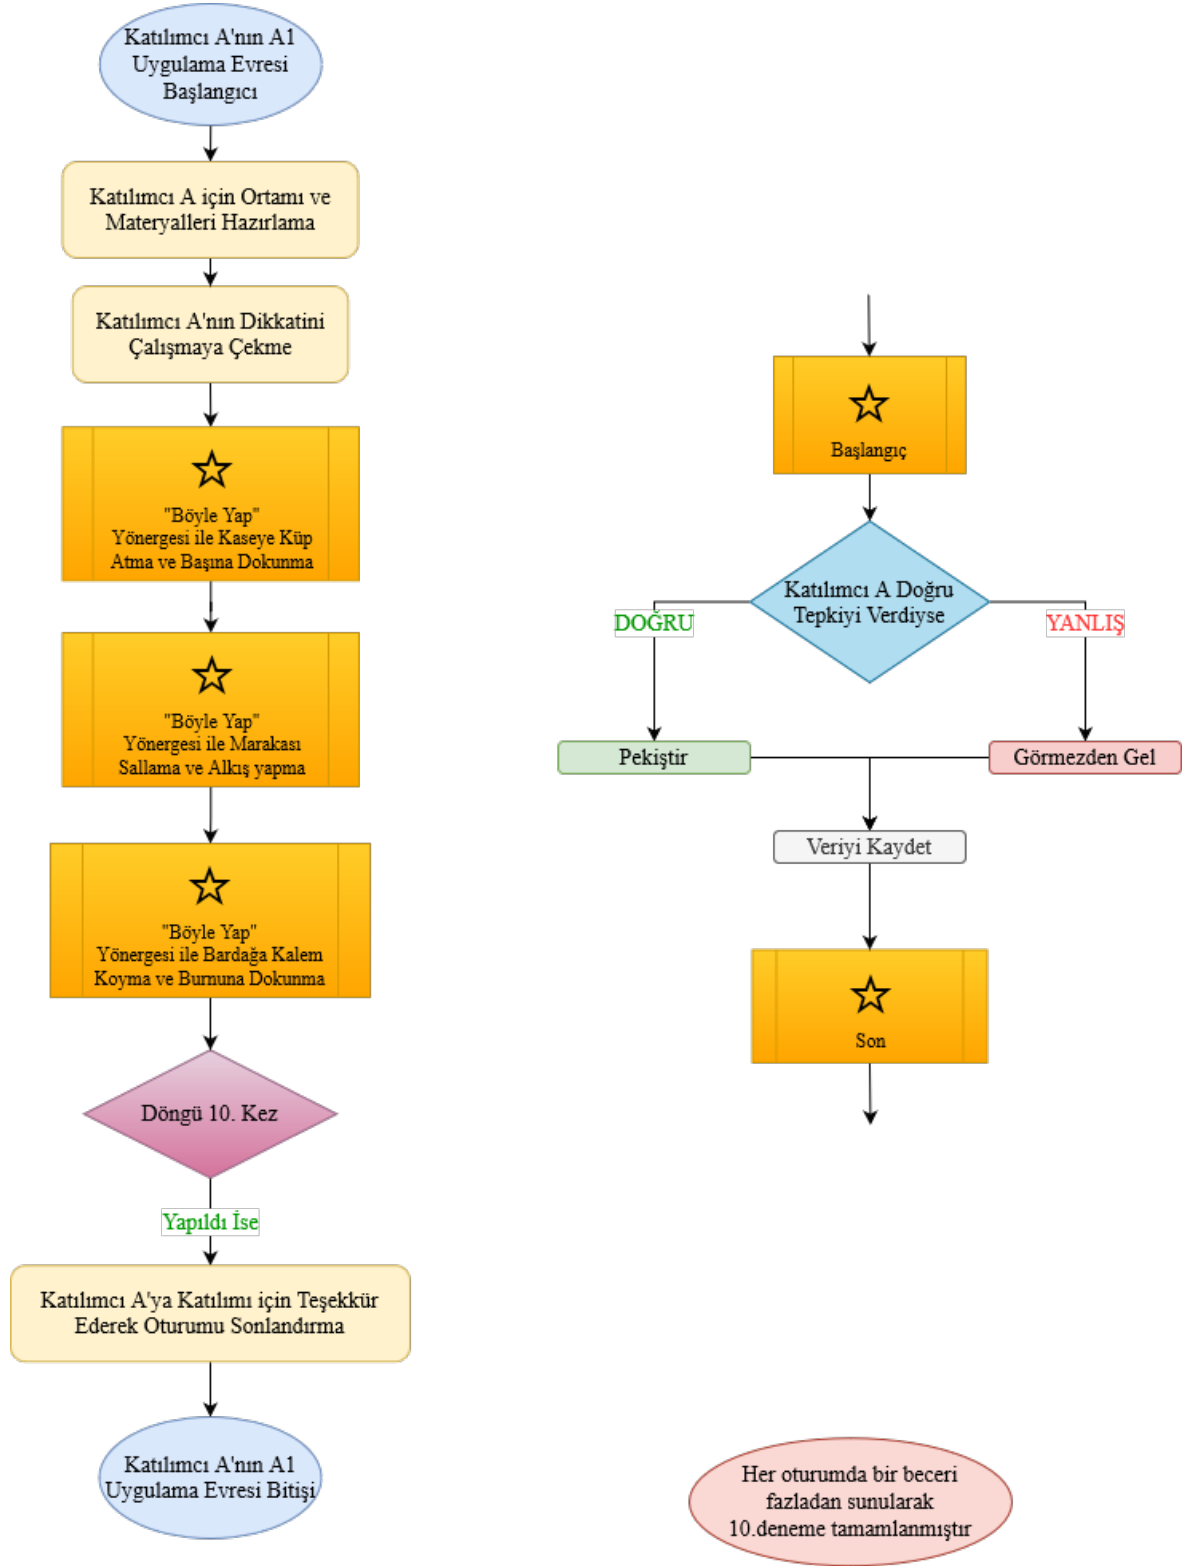 Katılımcı A'nın A1
Uygulama Evresi
Başlangıcı
Katılımcı A için Ortamı ve
Materyalleri Hazırlama
Katılımcı A'nın Dikkatini
Çalışmaya Çekme
"Böyle Yap"
Yönergesi ile Kaseye Küp
Atma ve Başına Dokunma
"Böyle Yap"
Yönergesi ile Marakası
Sallama ve Alkış yapma
"Böyle Yap"
Yönergesi ile Bardağa Kalem
Koyma ve Burnuna Dokunma
Döngü 10. Kez
Yapıldı İse
Katılımcı A'ya Katılımı için Teşekkür
Ederek Oturumu Sonlandırma
Katılımcı A'nın A1
Uygulama Evresi Bitişi
Başlangıç
Katılımcı A Doğru
Tepkiyi Verdiyse
DOĞRU
YANLIŞ
Pekiştir
Görmezden Gel
Veriyi Kaydet
Son
Her oturumda bir beceri
fazladan sunularak
10.deneme tamamlanmıştır